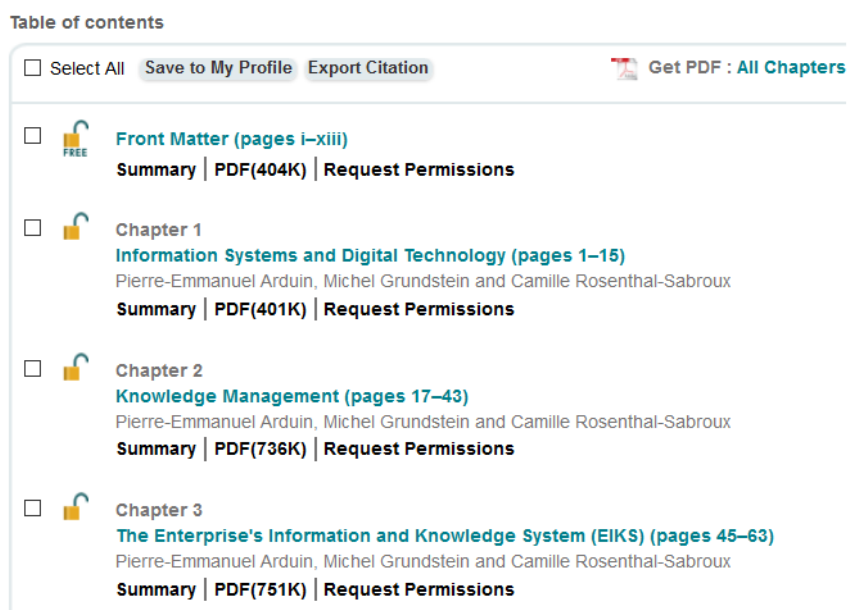 Table of contents
Select All Save to My Profile Export Citation Get PDF : All Chapters
FREE
Front Matter (pages i–xiii)
Summary | PDF(404K) | Request Permissions
Chapter 1
Information Systems and Digital Technology (pages 1–15)
Pierre-Emmanuel Arduin, Michel Grundstein and Camille Rosenthal-Sabroux
Summary | PDF(401K) | Request Permissions
Chapter 2
Knowledge Management (pages 17–43)
Pierre-Emmanuel Arduin, Michel Grundstein and Camille Rosenthal-Sabroux
Summary | PDF(736K) | Request Permissions
Chapter 3
The Enterprise's Information and Knowledge System (EIKS) (pages 45–63)
Pierre-Emmanuel Arduin, Michel Grundstein and Camille Rosenthal-Sabroux
Summary | PDF(751K) | Request Permissions